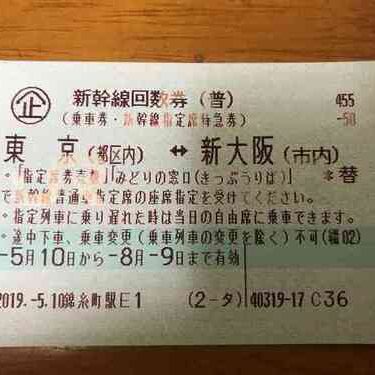 企 新幹線回数券(普) 455
(乗車券・新幹線指定席特急券) -50
東 京(都区内) ↔ 新大阪(市内)
・「指定席券売機」「みどりの窓口(きっぷうりば)」 替
で新幹線普通車指定席の座席指定を受けてください。
・指定列車に乗り遅れた時は当日の自由席に乗車できます。
・途中下車、乗車変更(乗車列車の変更を除く)不可(繙02)
-5月10日から-8月-9日まで有効
2019.-5.10錦糸町駅E1 (2-タ) 40319-17 C36